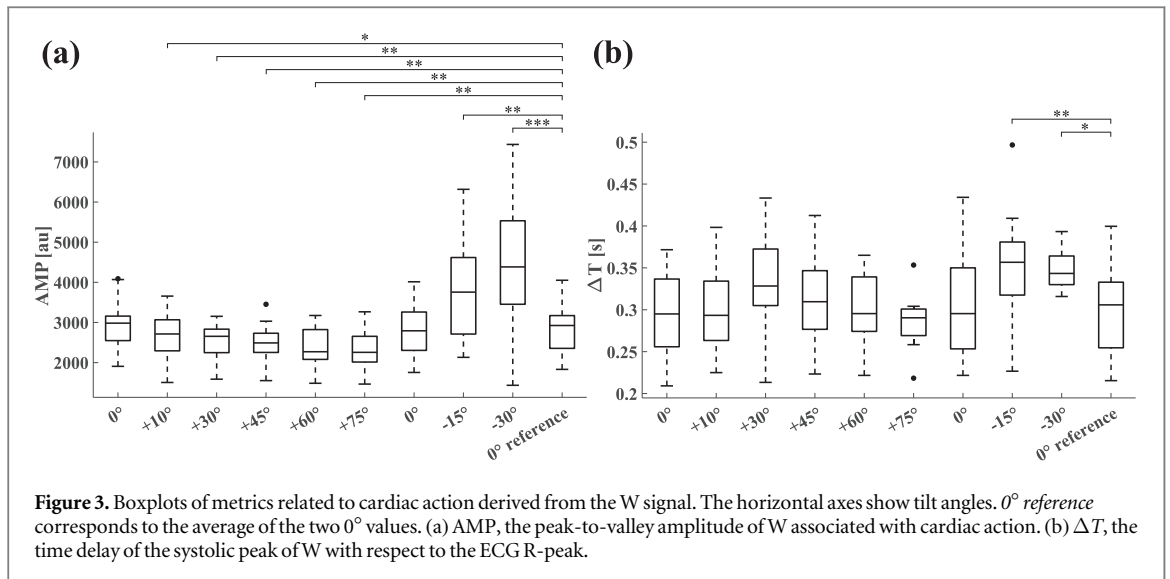 (a)
*
**
**
**
**
**
***
AMP [au]
7000
6000
5000
4000
3000
2000
0° +10° +30° +45° +60° +75° 0° -15° -30° 0° reference
(b)
**
*
ΔT [s]
0.5
0.45
0.4
0.35
0.3
0.25
0.2
0° +10° +30° +45° +60° +75° 0° -15° -30° 0° reference
Figure 3. Boxplots of metrics related to cardiac action derived from the W signal. The horizontal axes show tilt angles. 0° reference
corresponds to the average of the two 0° values. (a) AMP, the peak-to-valley amplitude of W associated with cardiac action. (b) ΔT, the
time delay of the systolic peak of W with respect to the ECG R-peak.